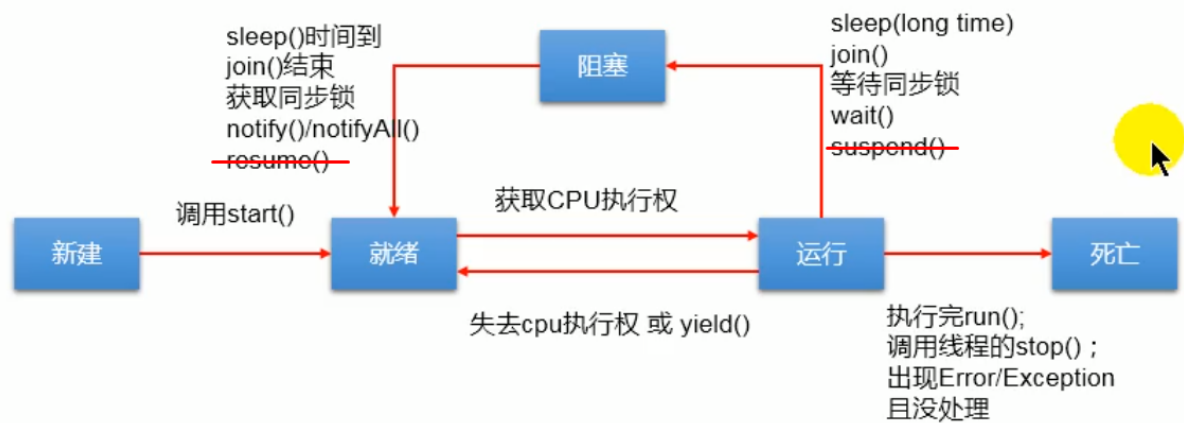 sleep()时间到
join()结束
获取同步锁
notify()/notifyAll()
resume()
阻塞
sleep(long time)
join()
等待同步锁
wait()
suspend()
调用start()
获取CPU执行权
新建
就绪
运行
死亡
失去cpu执行权 或 yield()
执行完run();
调用线程的stop()；
出现Error/Exception
且没处理